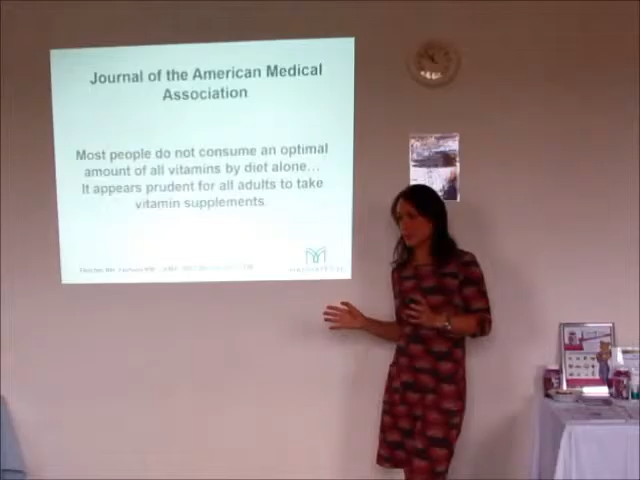 Journal of the American Medical
Association
Most people do not consume an optimal
amount of all vitamins by diet alone…
It appears prudent for all adults to take
vitamin supplements